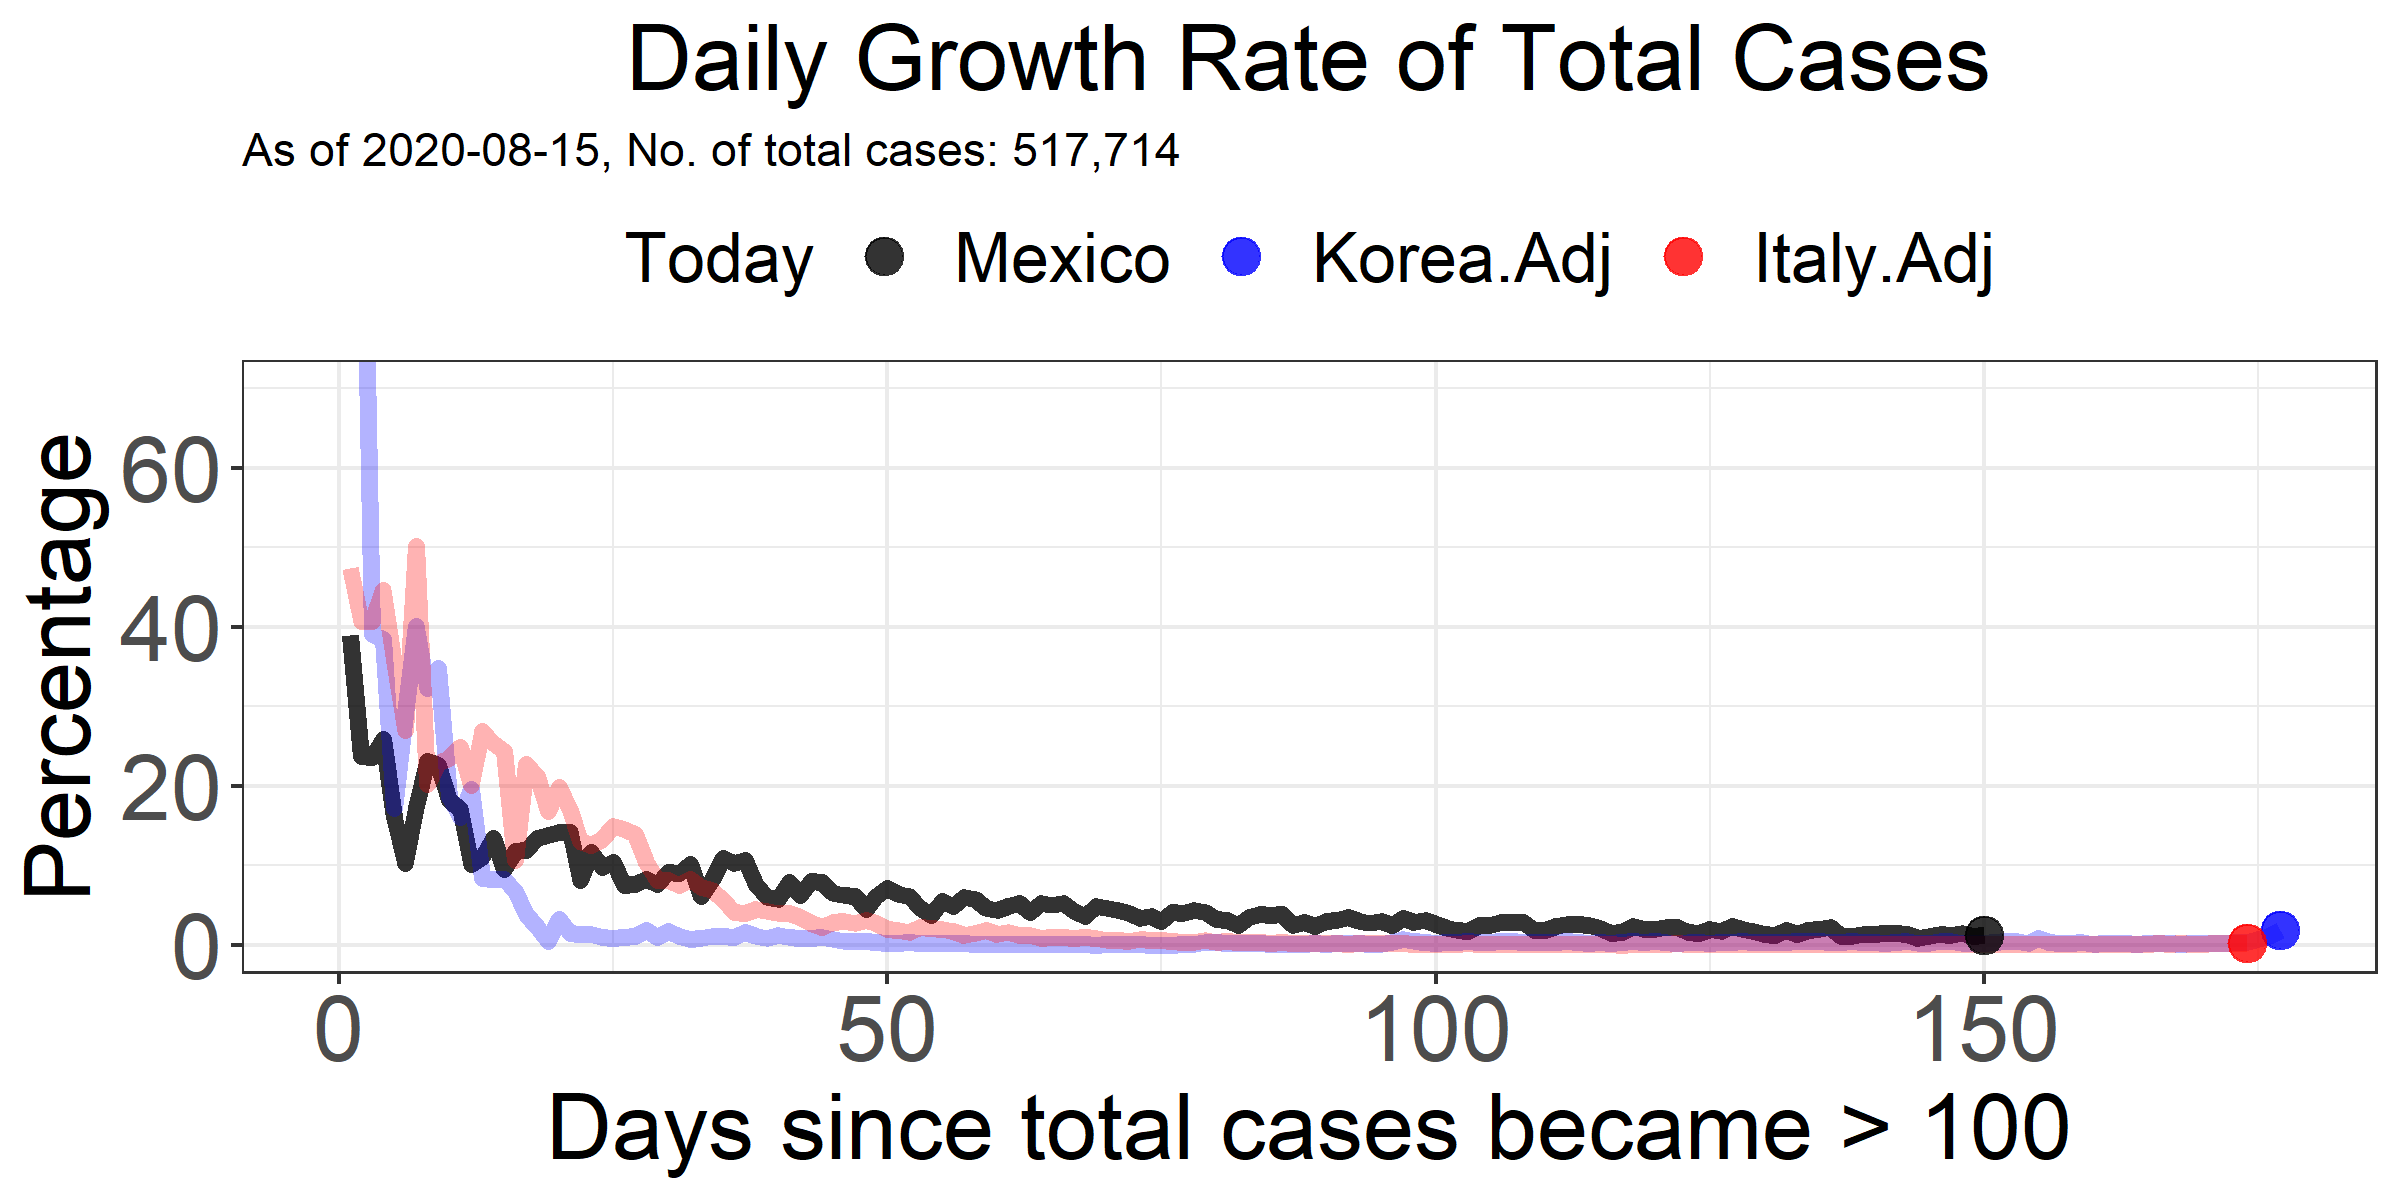 Daily Growth Rate of Total Cases
As of 2020-08-15, No. of total cases: 517,714
Today Mexico Korea.Adj Italy.Adj
Percentage
60
40
20
0
0 50 100 150
Days since total cases became > 100